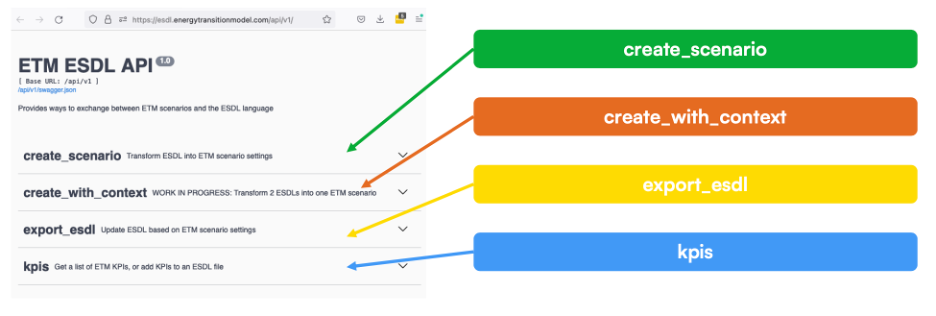 https://esdl.energytransitionmodel.com/api/v1/
ETM ESDL API 1.0
[ Base URL: /api/v1 ]
/api/v1/swagger.json
Provides ways to exchange between ETM scenarios and the ESDL language
create_scenario Transform ESDL into ETM scenario settings
create_with_context WORK IN PROGRESS: Transform 2 ESDLs into one ETM scenario
export_esdl Update ESDL based on ETM scenario settings
kpis Get a list of ETM KPIs, or add KPIs to an ESDL file
create_scenario
create_with_context
export_esdl
kpis